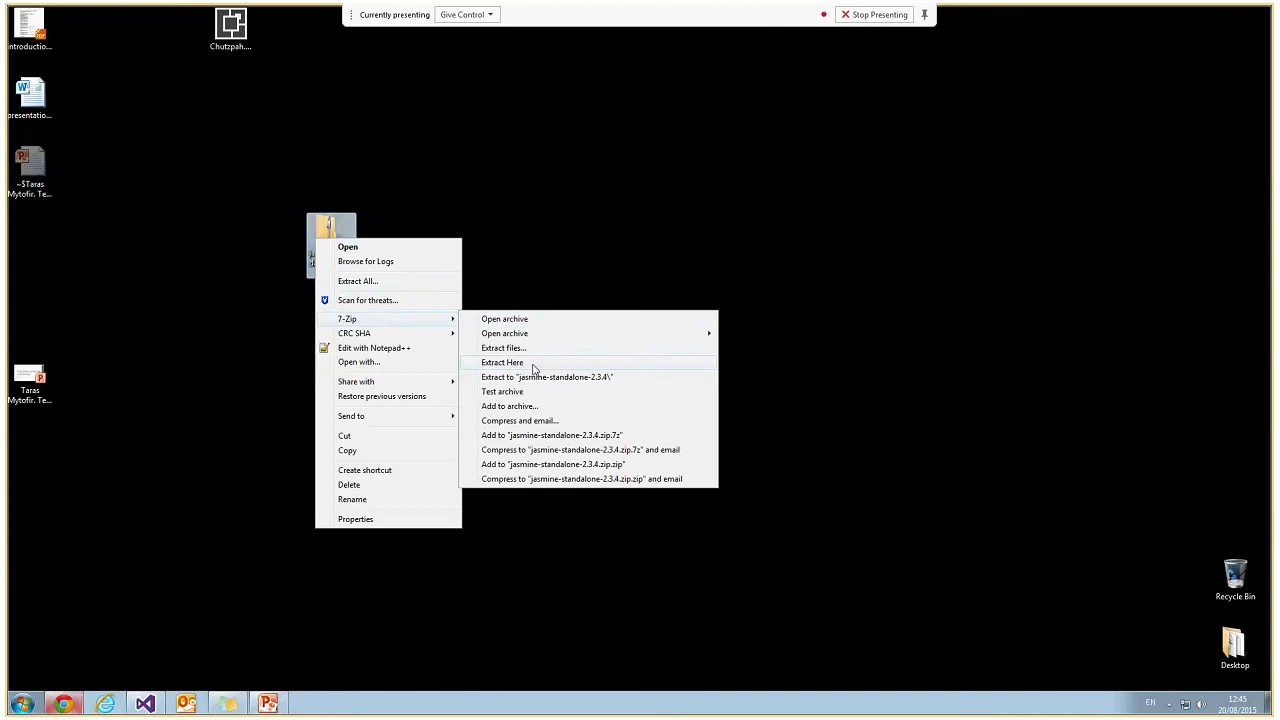 Currently presenting
Give Control
Stop Presenting
ntroductio...
Chutzpah....
resentatio...
~$Taras
Mytofir. Te...
Taras
Mytofir. Te...
Open
Browse for Logs
Extract All...
Scan for threats...
7-Zip
CRC SHA
Edit with Notepad++
Open with...
Share with
Restore previous versions
Send to
Cut
Copy
Create shortcut
Delete
Rename
Properties
Open archive
Open archive
Extract files...
Extract Here
Extract to "jasmine-standalone-2.3.4\"
Test archive
Add to archive...
Compress and email...
Add to "jasmine-standalone-2.3.4.zip.7z"
Compress to "jasmine-standalone-2.3.4.zip.7z" and email
Add to "jasmine-standalone-2.3.4.zip.zip"
Compress to "jasmine-standalone-2.3.4.zip.zip" and email
Recycle Bin
Desktop
EN
12:45
20/08/2015